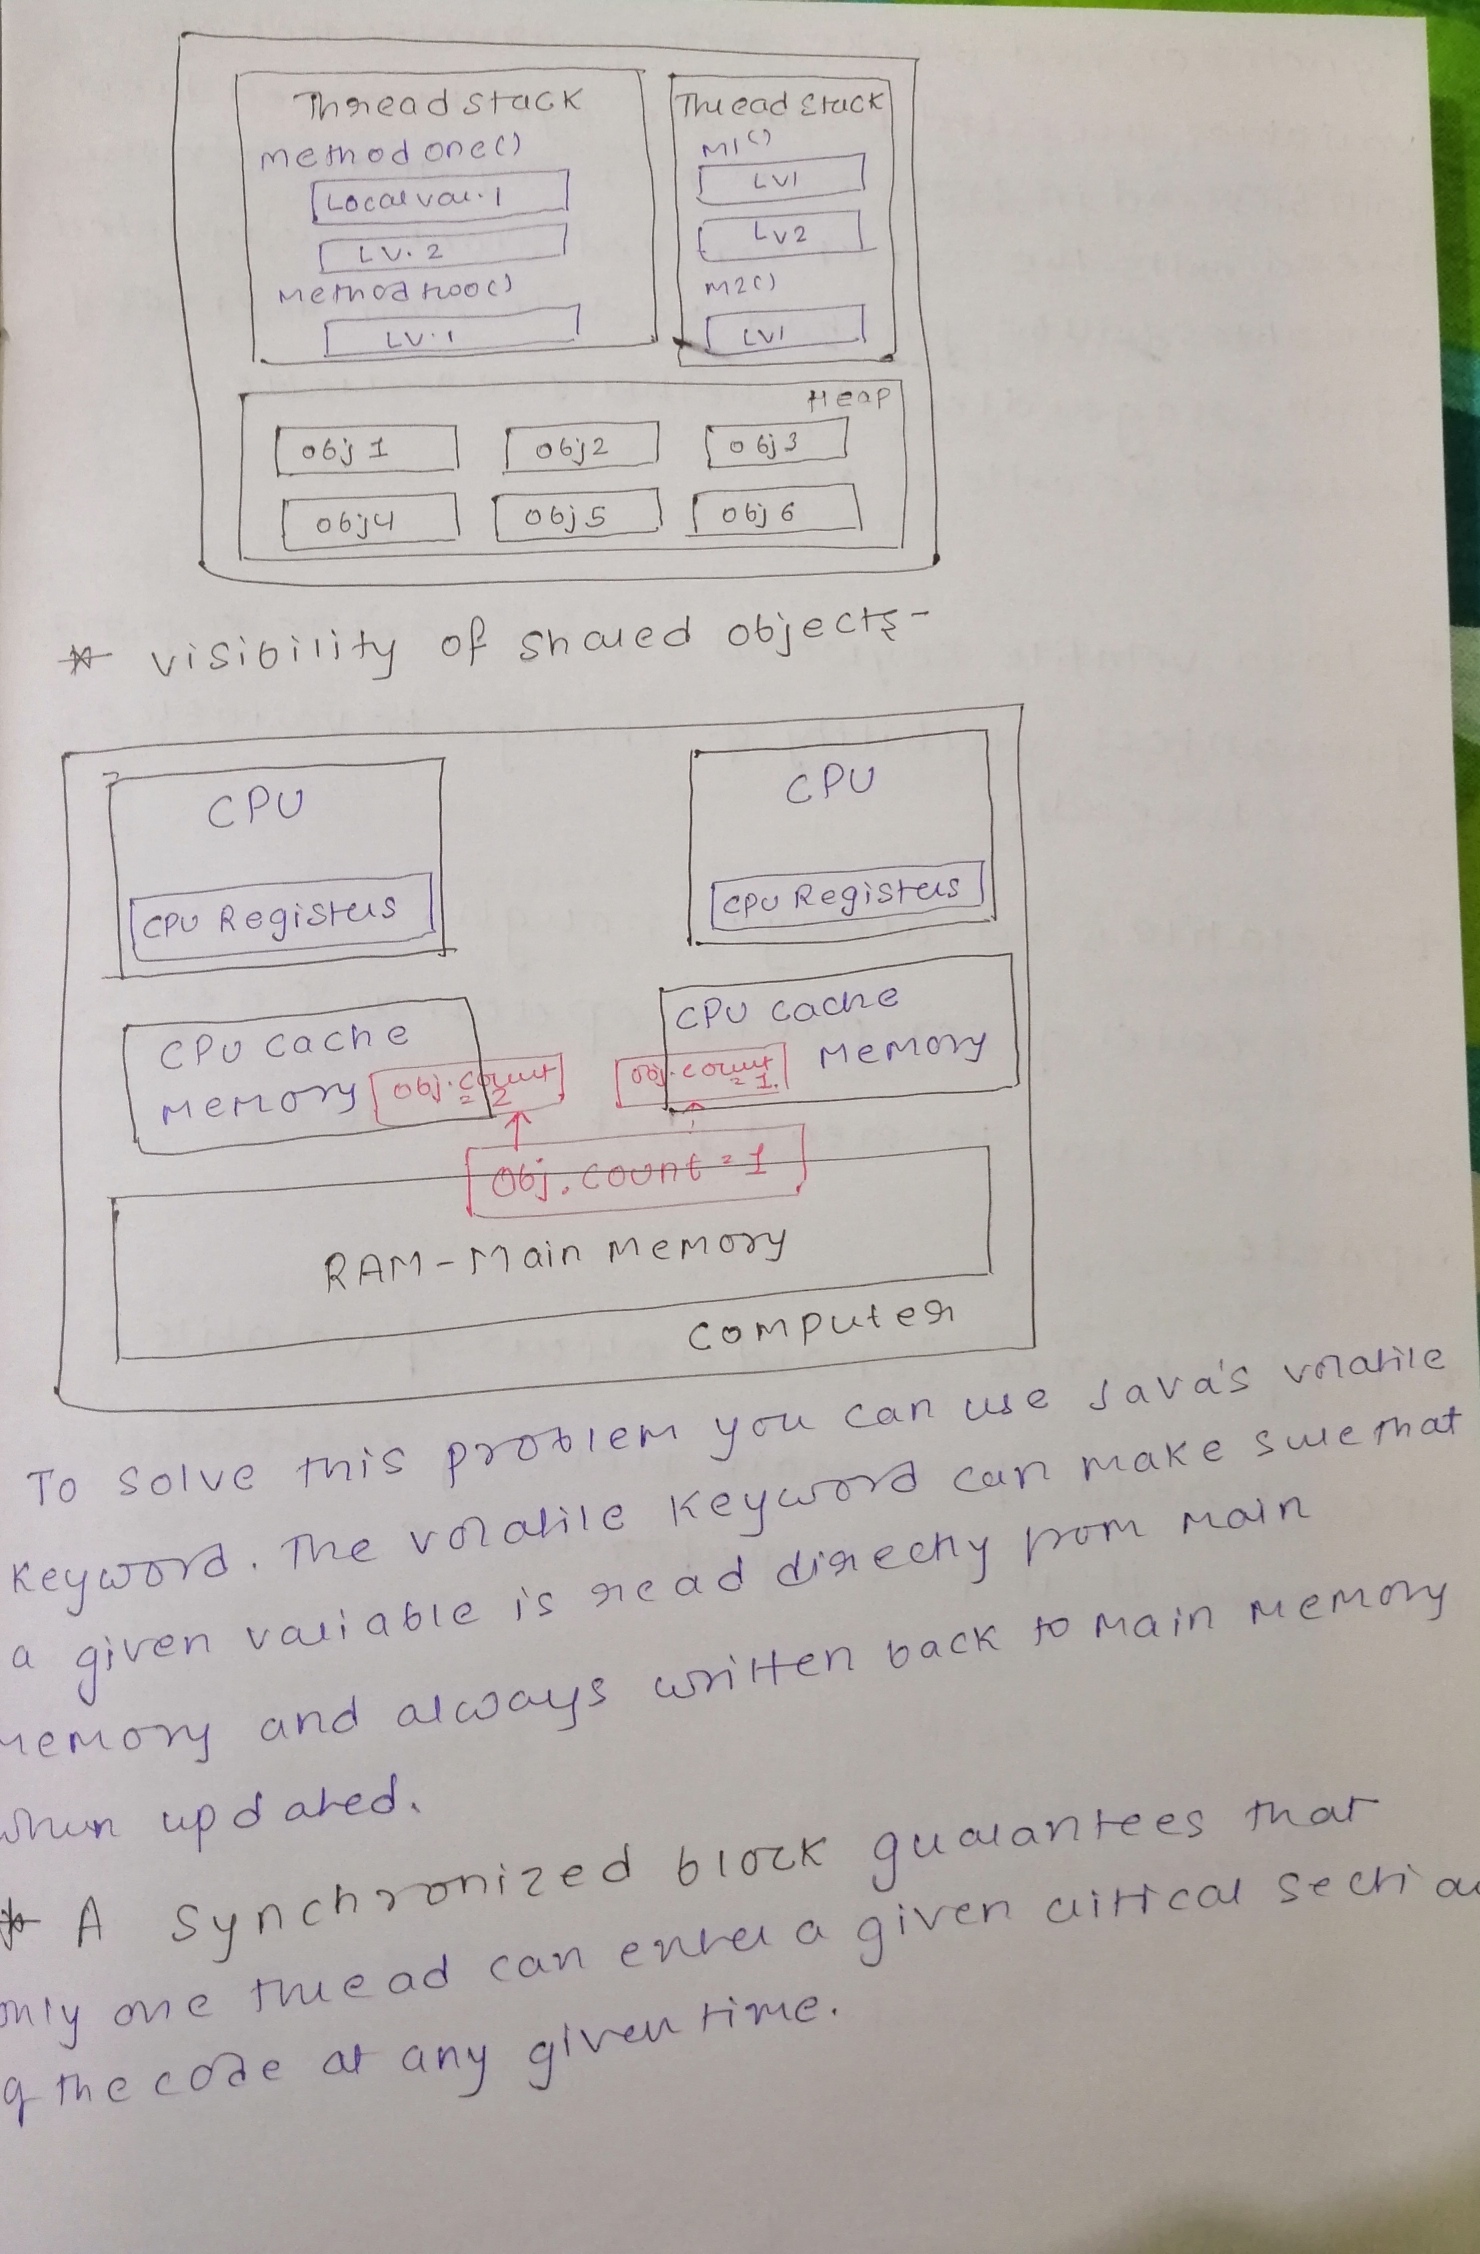 Thread Stack
Thread Stack
Method one()
M1()
Local var. 1
LV1
LV. 2
LV2
Method two()
M2()
LV.1
LV1
Heap
Obj 1
Obj2
Obj 3
Obj4
Obj 5
Obj 6
* visibility of shared objects-
CPU
CPU
CPU Registers
CPU Registers
CPU cache
Memory
CPU cache
Memory
obj.count
= 2
obj.count
= 1.
Obj. count = 1
RAM - Main Memory
Computer
To solve this problem you can use Java's volatile
keyword. The volatile keyword can make sure that
a given variable is read directly from main
memory and always written back to main memory
when updated.
* A synchronized block guarantees that
only one thread can enter a given critical section
of the code at any given time.